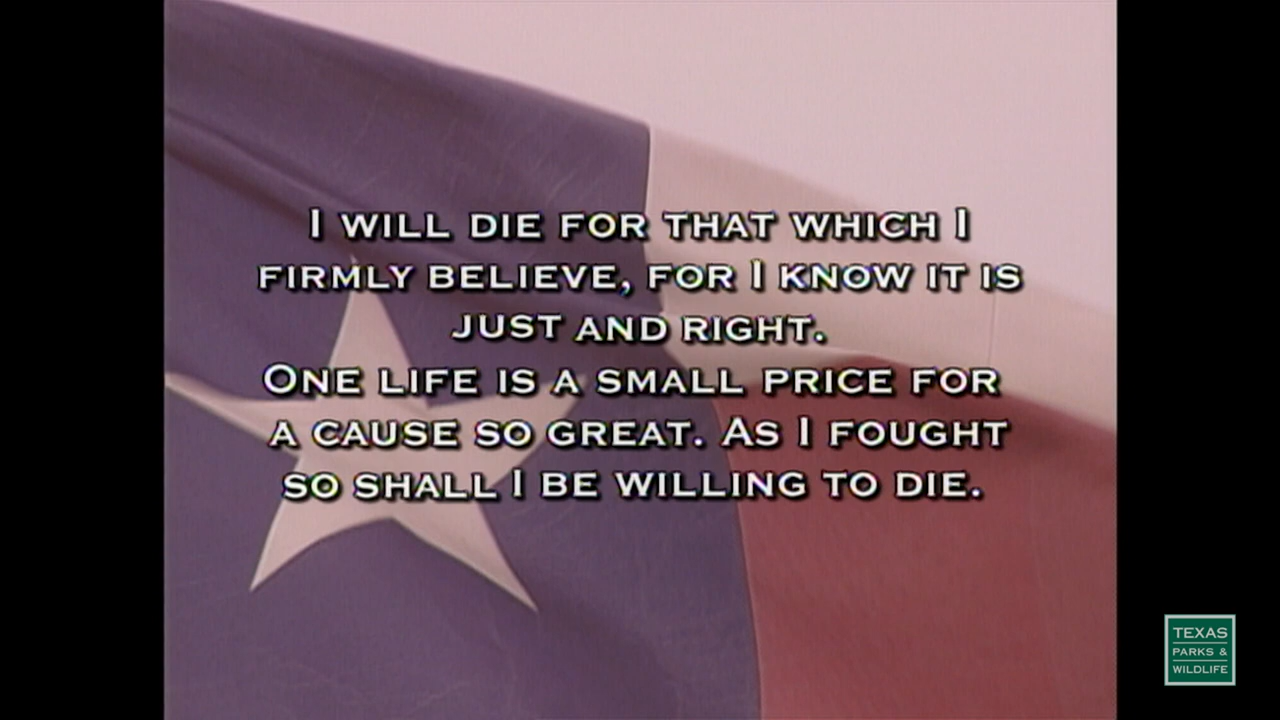 I WILL DIE FOR THAT WHICH I
FIRMLY BELIEVE, FOR I KNOW IT IS
JUST AND RIGHT.
ONE LIFE IS A SMALL PRICE FOR
A CAUSE SO GREAT. AS I FOUGHT
SO SHALL I BE WILLING TO DIE.
TEXAS
PARKS &
WILDLIFE